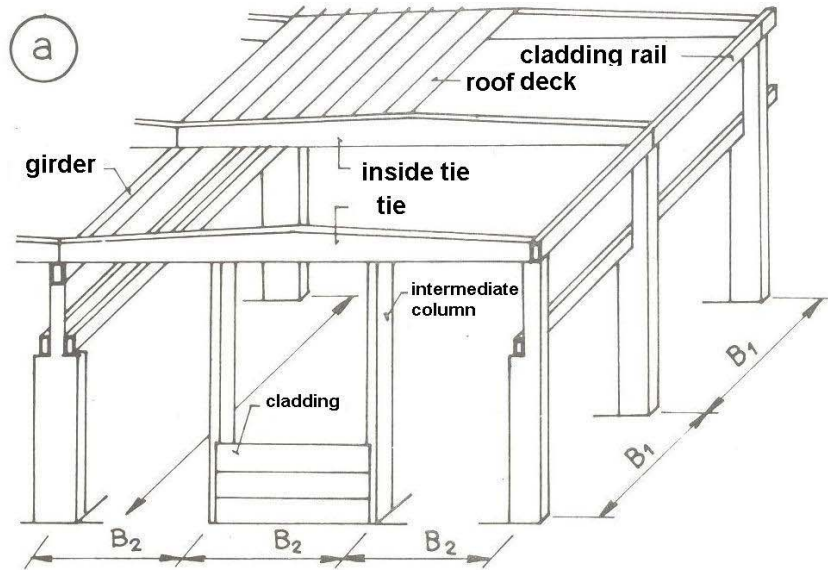 a
cladding rail
roof deck
girder
inside tie
tie
intermediate
column
cladding
B1
B1
B2
B2
B2